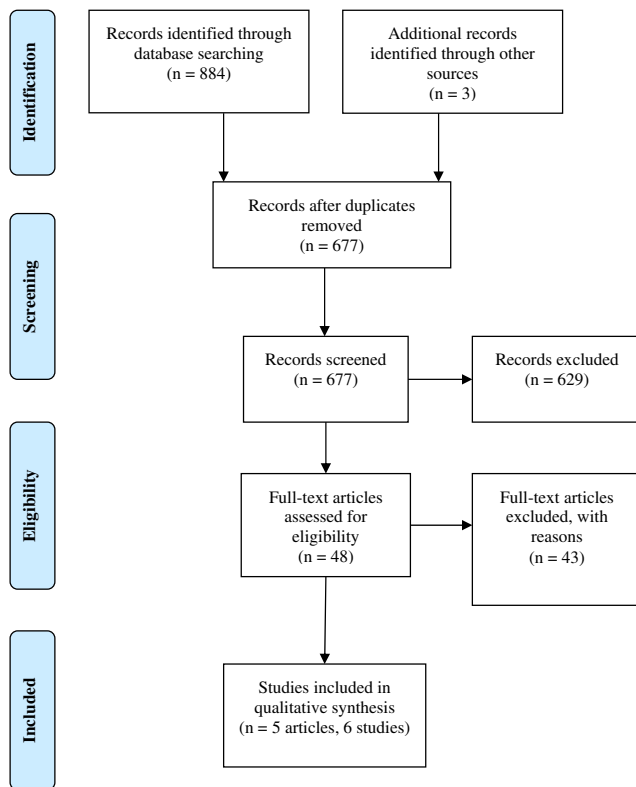 Identification
Records identified through
database searching
(n = 884)
Additional records
identified through other
sources
(n = 3)
Records after duplicates
removed
(n = 677)
Screening
Records screened
(n = 677)
Records excluded
(n = 629)
Eligibility
Full-text articles
assessed for
eligibility
(n = 48)
Full-text articles
excluded, with
reasons
(n = 43)
Included
Studies included in
qualitative synthesis
(n = 5 articles, 6 studies)